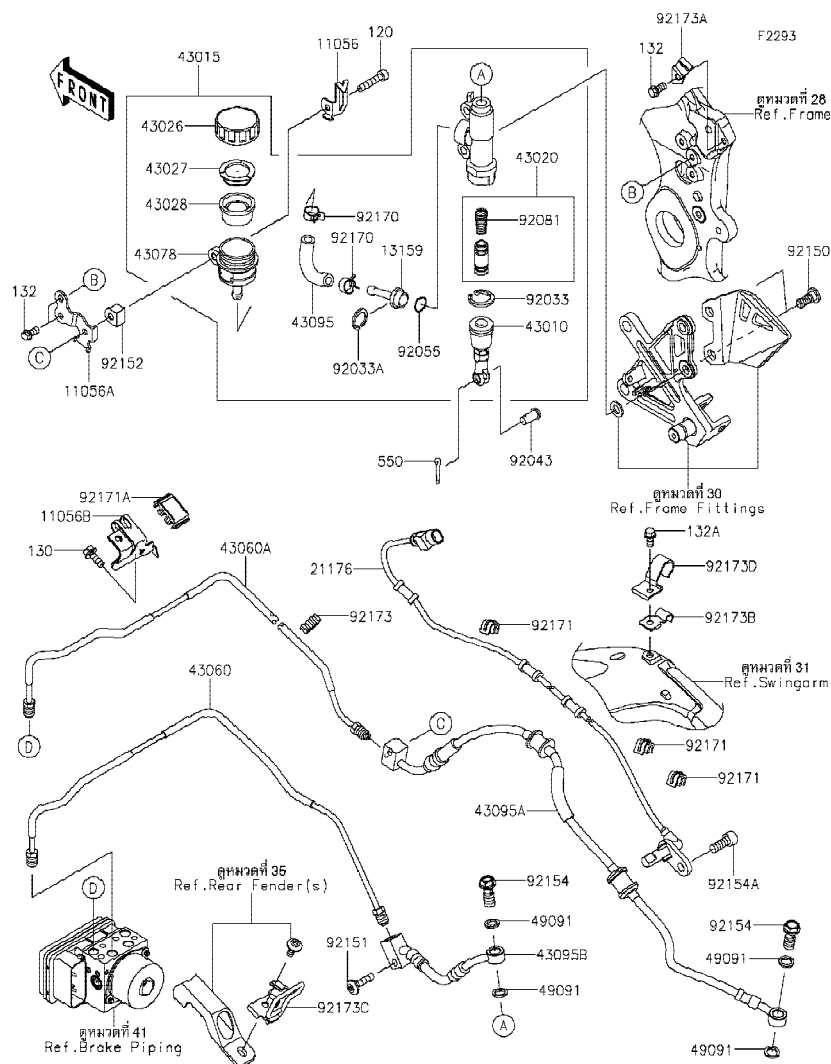 92173A
F2293
120
11056
132
43015
FRONT
A
ดูหมวดที่ 28
Ref.Frame
43026
43020
43027
B
43028
92170
92081
92170
13159
43078
92150
B
132
92033
43095
43010
C
92055
92152
92033A
11056A
550
92043
ดูหมวดที่ 30
Ref.Frame Fittings
92171A
11056B
132A
130
43060A
21176
92173D
92173
92171
92173B
43060
ดูหมวดที่ 31
Ref.Swingarm
D
C
92171
92171
43095A
ดูหมวดที่ 35
Ref.Rear Fender(s)
92154
92154A
D
92154
49091
92151
43095B
49091
49091
92173C
A
ดูหมวดที่ 41
Ref.Brake Piping
49091